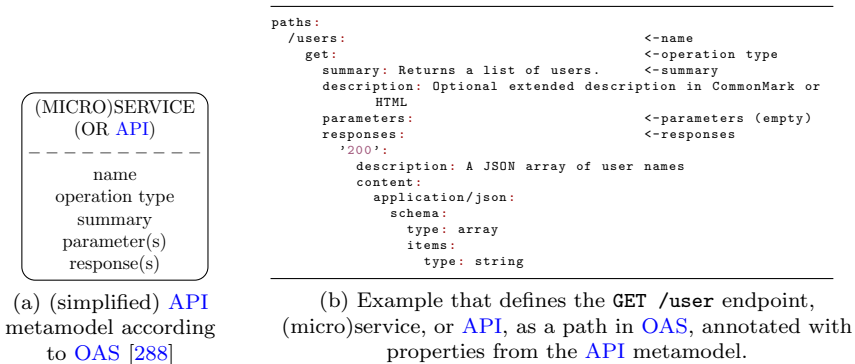 (MICRO)SERVICE
(OR API)
name
operation type
summary
parameter(s)
response(s)
(a) (simplified) API
metamodel according
to OAS [288]
paths:
/users: <-name
get: <-operation type
summary: Returns a list of users. <-summary
description: Optional extended description in CommonMark or
HTML
parameters: <-parameters (empty)
responses: <-responses
'200':
description: A JSON array of user names
content:
application/json:
schema:
type: array
items:
type: string
(b) Example that defines the GET /user endpoint,
(micro)service, or API, as a path in OAS, annotated with
properties from the API metamodel.